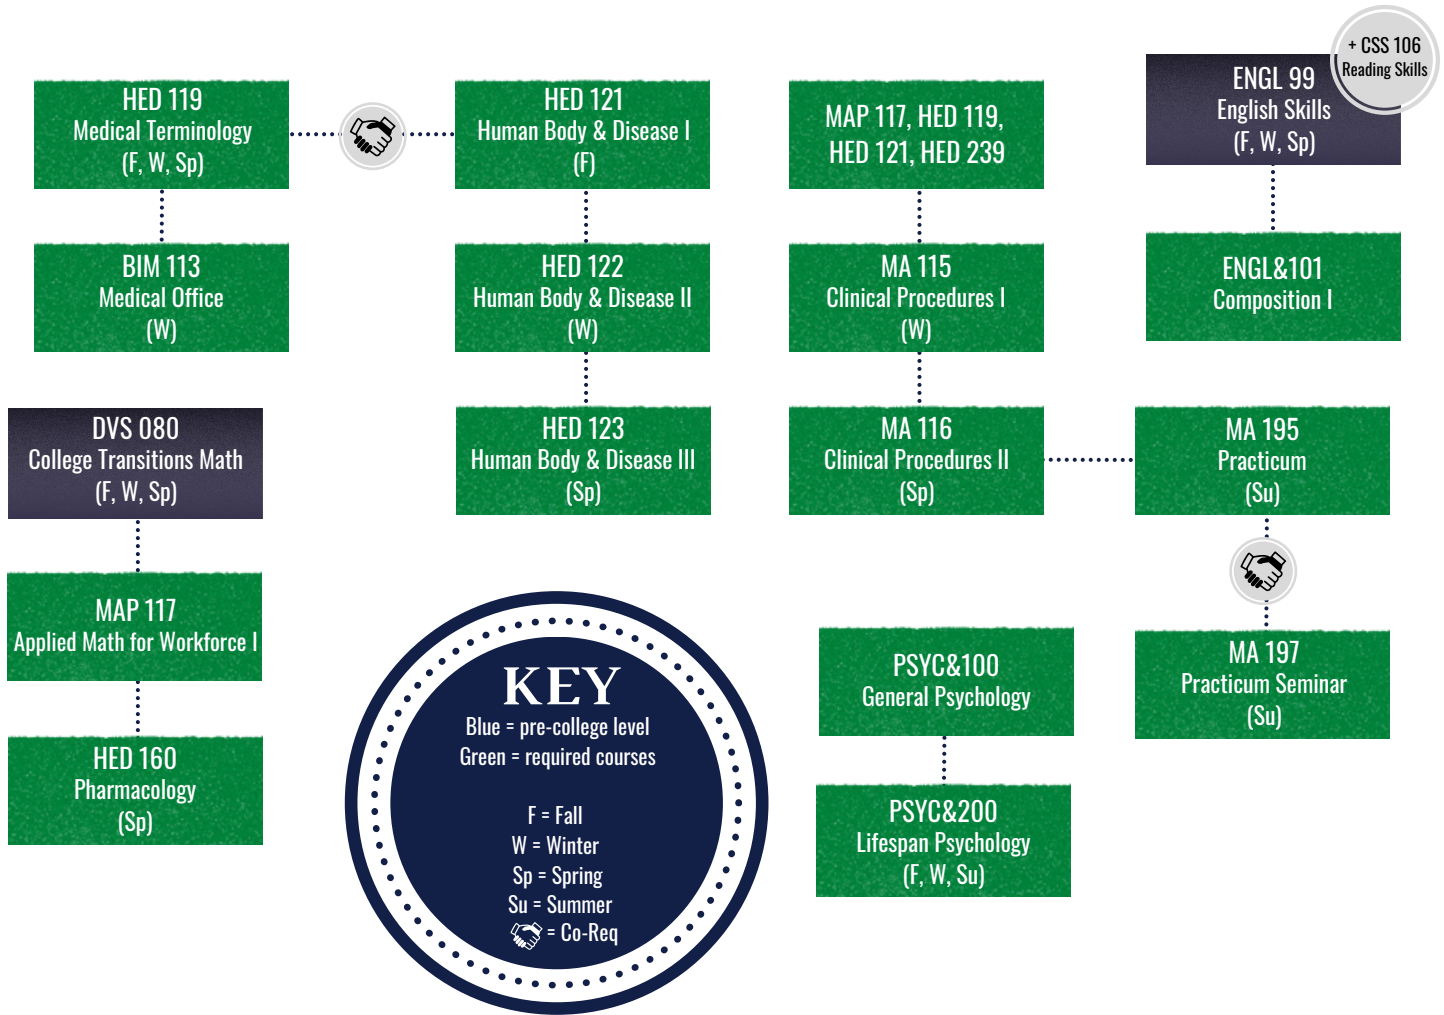 HED 119
Medical Terminology
(F, W, Sp)
HED 121
Human Body & Disease I
(F)
MAP 117, HED 119,
HED 121, HED 239
+ CSS 106
Reading Skills
ENGL 99
English Skills
(F, W, Sp)
BIM 113
Medical Office
(W)
HED 122
Human Body & Disease II
(W)
MA 115
Clinical Procedures I
(W)
ENGL&101
Composition I
DVS 080
College Transitions Math
(F, W, Sp)
HED 123
Human Body & Disease III
(Sp)
MA 116
Clinical Procedures II
(Sp)
MA 195
Practicum
(Su)
MAP 117
Applied Math for Workforce I
HED 160
Pharmacology
(Sp)
KEY
Blue = pre-college level
Green = required courses
F = Fall
W = Winter
Sp = Spring
Su = Summer
= Co-Req
PSYC&100
General Psychology
PSYC&200
Lifespan Psychology
(F, W, Su)
MA 197
Practicum Seminar
(Su)